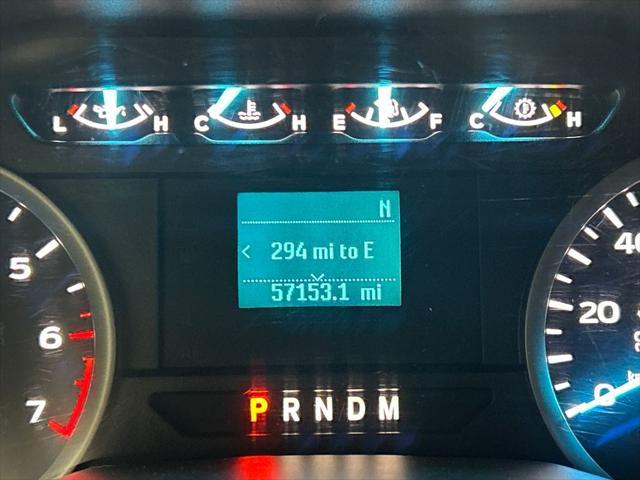 L H C H E F C H
N
< 294 mi to E
57153.1 mi
5
6
7
40
20
0
P R N D M